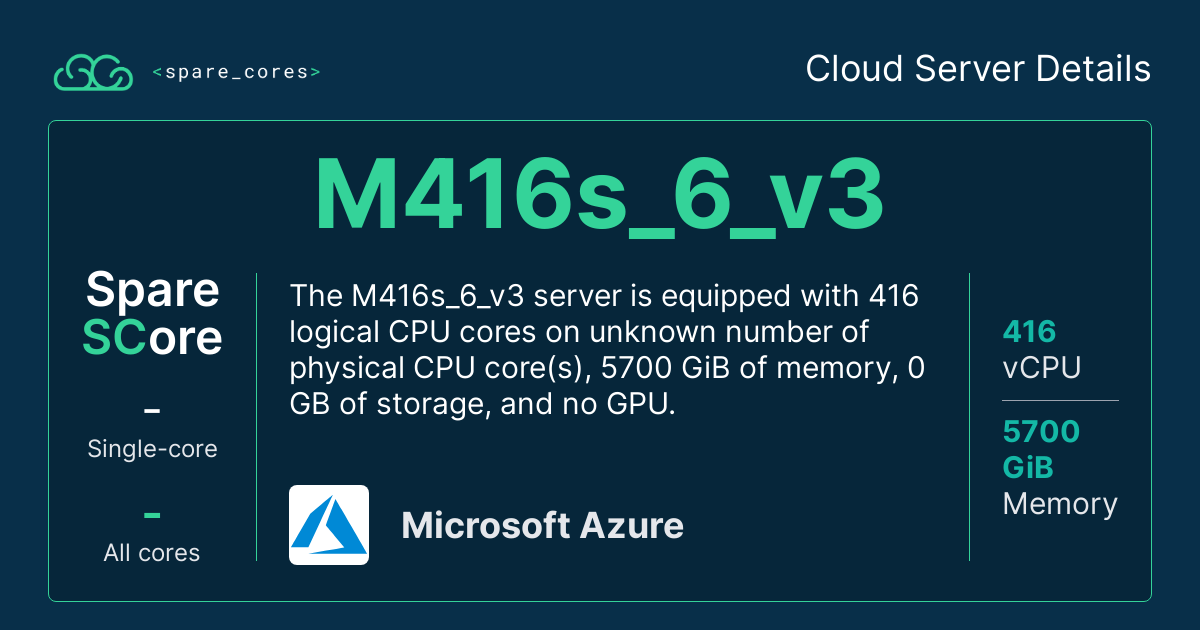 <spare_cores>
Cloud Server Details
M416s_6_v3
Spare
SCore
-
Single-core
-
All cores
The M416s_6_v3 server is equipped with 416
logical CPU cores on unknown number of
physical CPU core(s), 5700 GiB of memory, 0
GB of storage, and no GPU.
Microsoft Azure
416
vCPU
5700
GiB
Memory